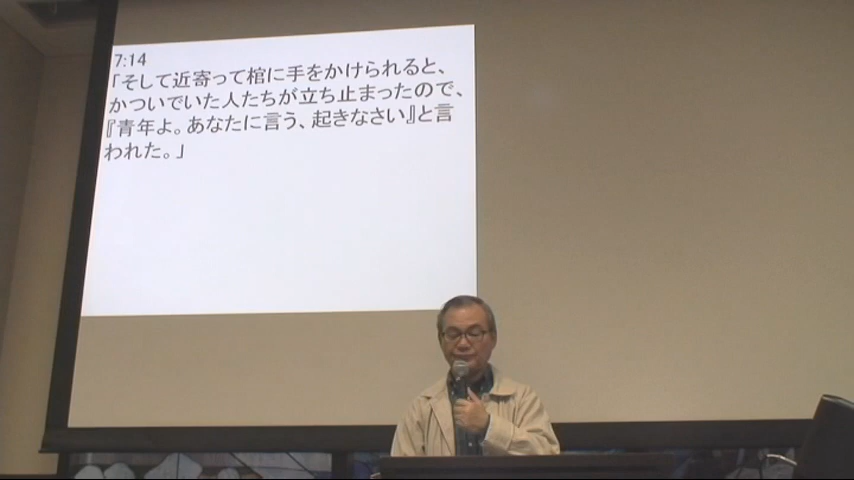 7:14
「そして近寄って棺に手をかけられると、
かついでいた人たちが立ち止まったので、
『青年よ。あなたに言う、起きなさい』と言
われた。」